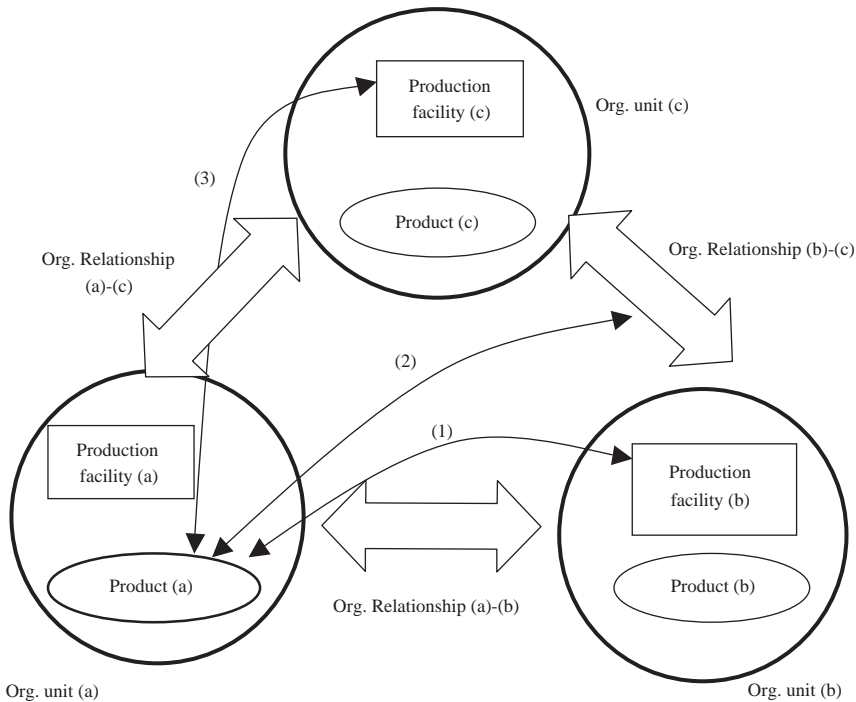 Production
facility (c)
Org. unit (c)
(3)
Product (c)
Org. Relationship
(a)-(c)
Org. Relationship (b)-(c)
(2)
(1)
Production
facility (a)
Production
facility (b)
Product (a)
Product (b)
Org. Relationship (a)-(b)
Org. unit (a)
Org. unit (b)